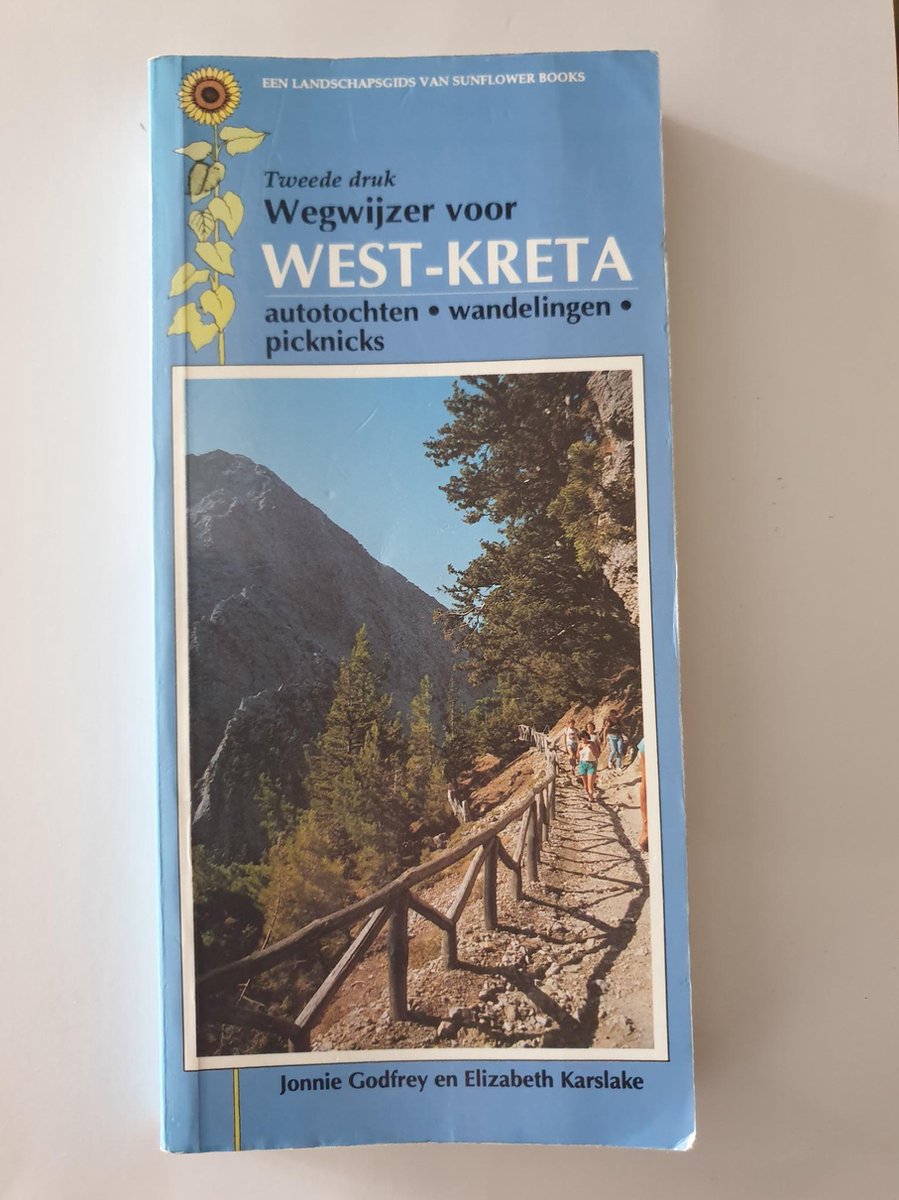 EEN LANDSCHAPSGIDS VAN SUNFLOWER BOOKS
Tweede druk
Wegwijzer voor
WEST-KRETA
autotochten • wandelingen •
picknicks
Jonnie Godfrey en Elizabeth Karslake